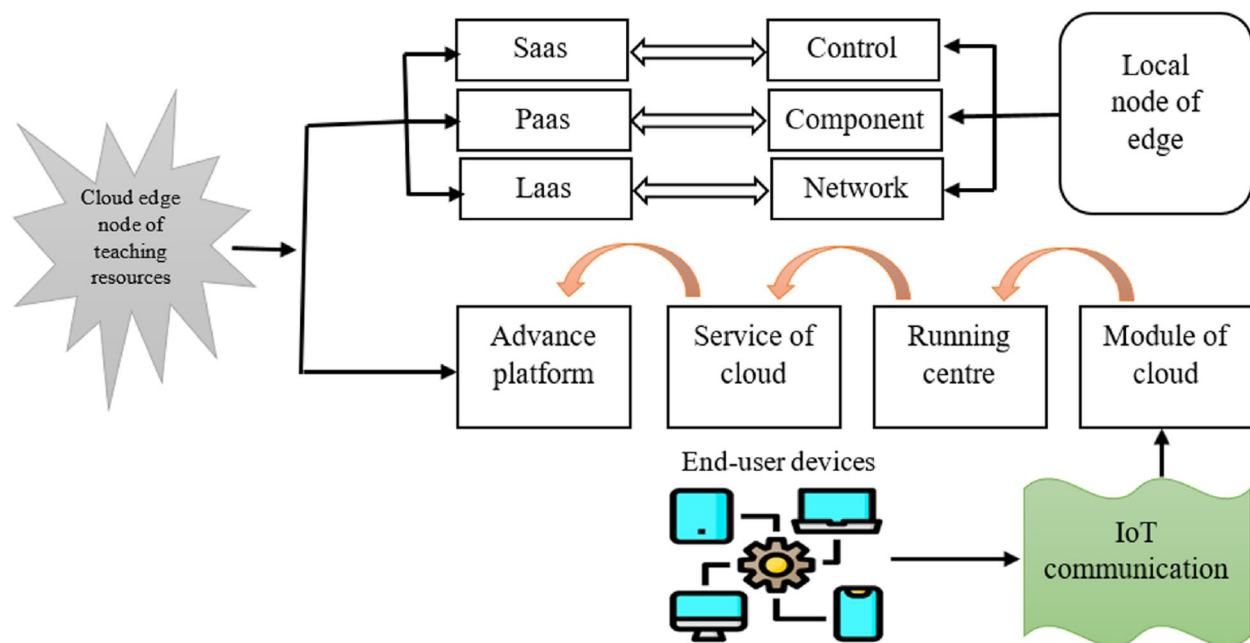 Saas
Control
Local
node of
edge
Paas
Component
Laas
Network
Cloud edge
node of
teaching
resources
Advance
platform
Service of
cloud
Running
centre
Module of
cloud
End-user devices
IoT
communication